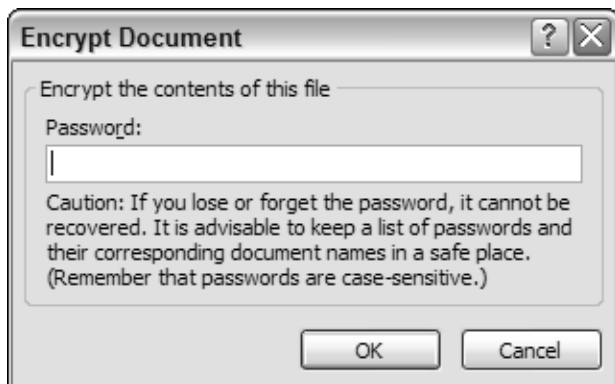 Encrypt Document
?
Encrypt the contents of this file
Password:
Caution: If you lose or forget the password, it cannot be
recovered. It is advisable to keep a list of passwords and
their corresponding document names in a safe place.
(Remember that passwords are case-sensitive.)
OK
Cancel